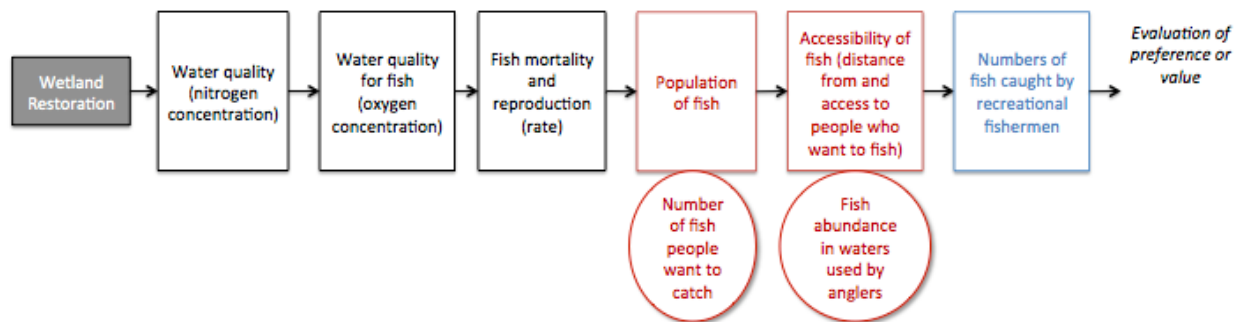 Wetland
Restoration
Water quality
(nitrogen
concentration)
Water quality
for fish
(oxygen
concentration)
Fish mortality
and
reproduction
(rate)
Population
of fish
Number
of fish
people
want to
catch
Accessibility of
fish (distance
from and
access to
people who
want to fish)
Fish
abundance
in waters
used by
anglers
Numbers of
fish caught by
recreational
fishermen
Evaluation of
preference or
value